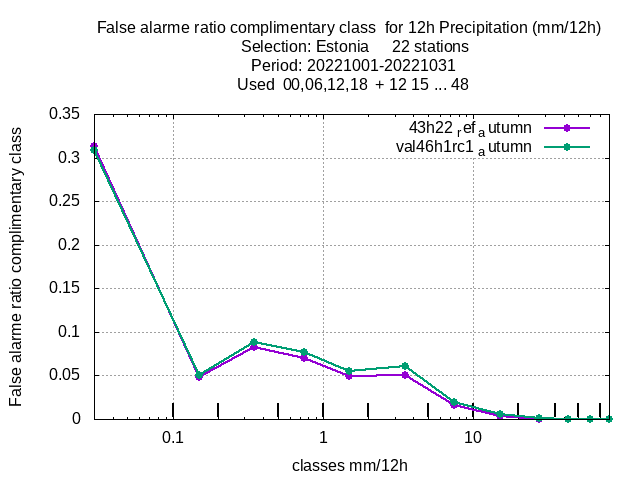 False alarme ratio complimentary class  for 12h Precipitation (mm/12h)
Selection: Estonia     22 stations
Period: 20221001-20221031
Used  00,06,12,18  + 12 15 ... 48
False alarme ratio complimentary class
0.35
0.3
0.25
0.2
0.15
0.1
0.05
0
43h22 ref autumn
val46h1rc1 autumn
0.1
1
10
classes mm/12h